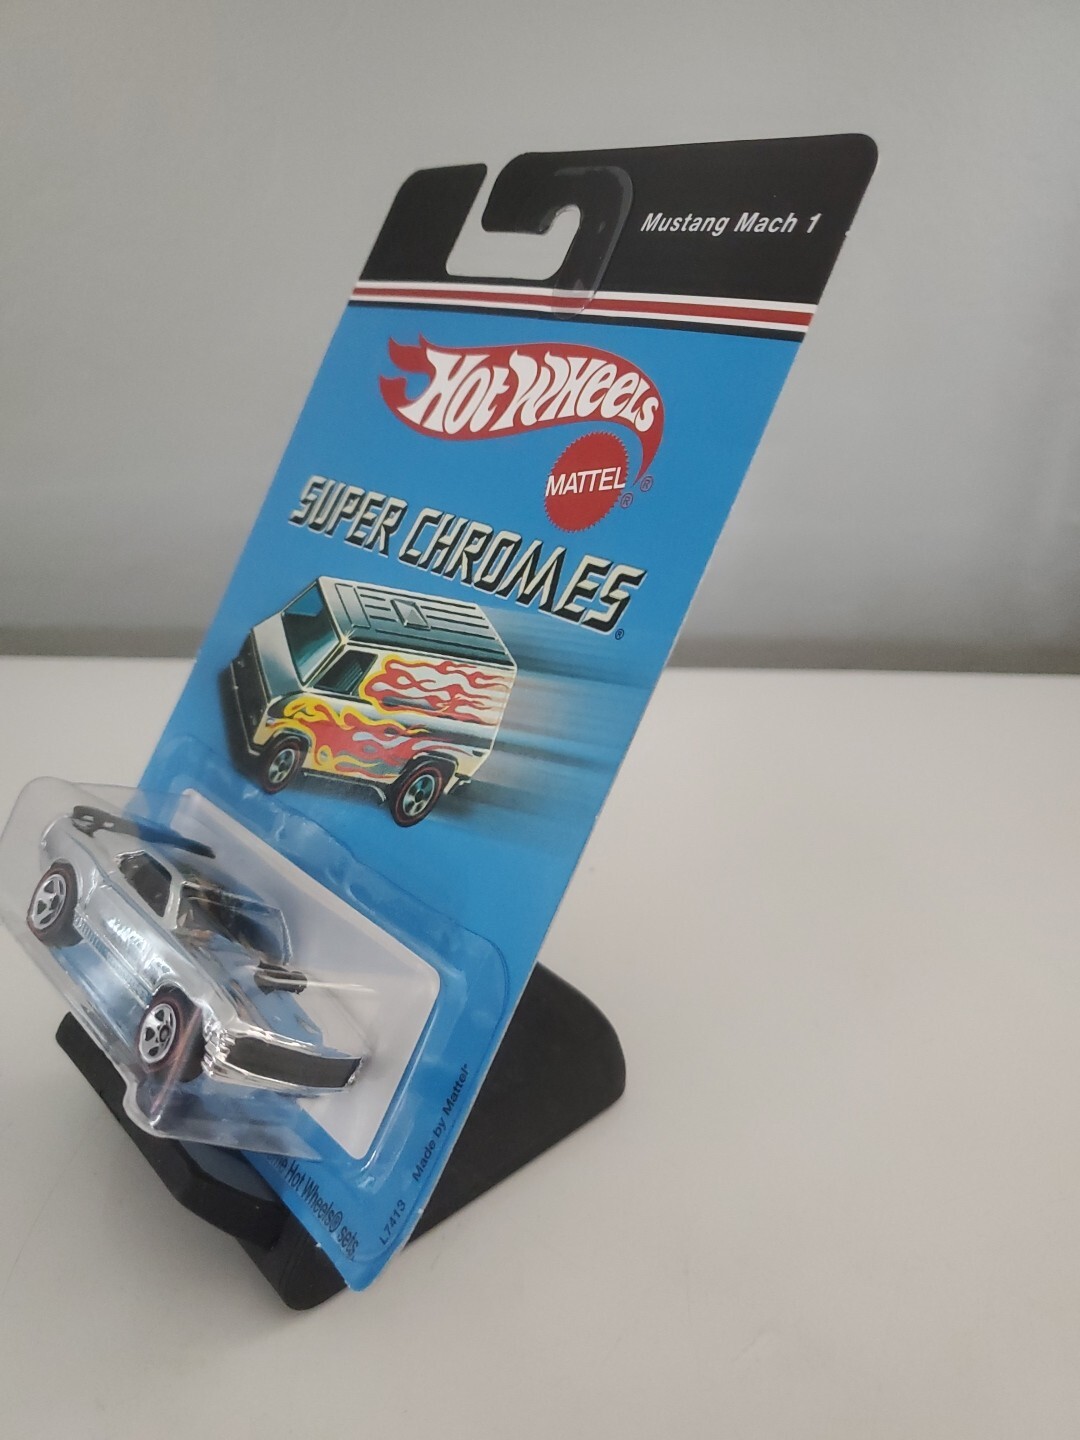 Mustang Mach 1
Hot Wheels
MATTEL
®
®
SUPER CHROMES
®
Hot Wheels® sets.
L7413 Made by Mattel